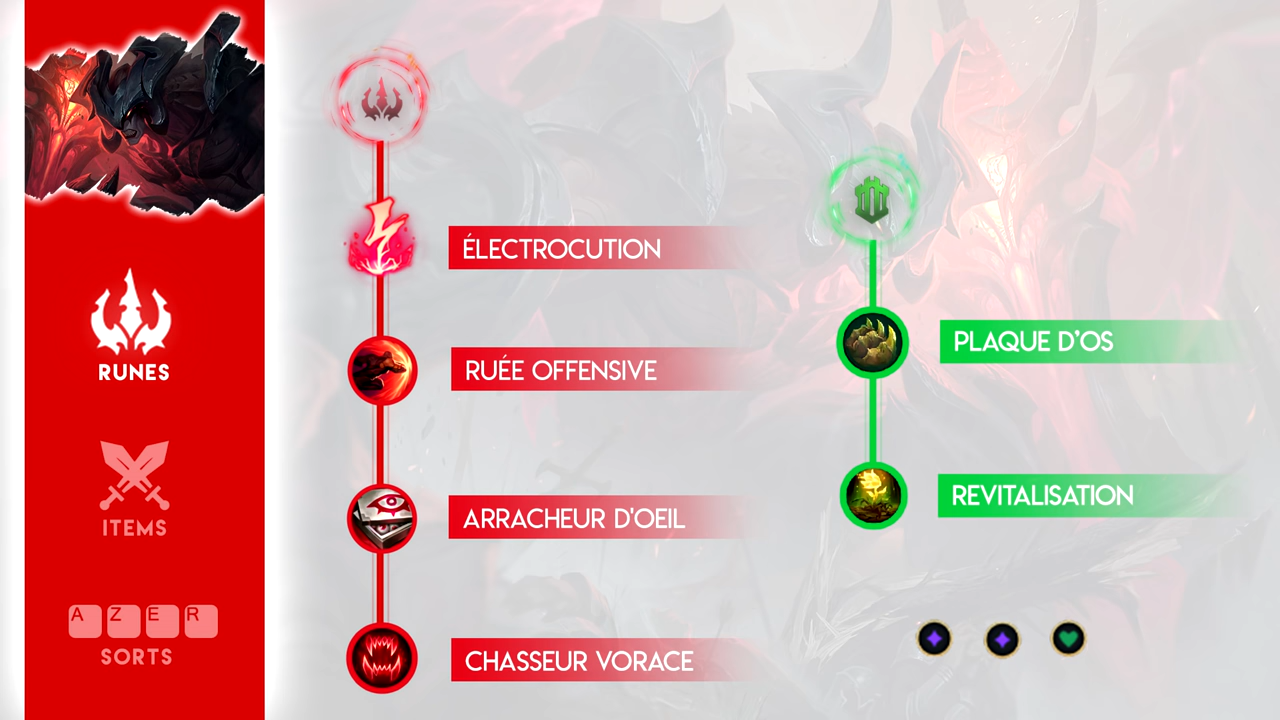 RUNES
ITEMS
A Z E R
SORTS
ÉLECTROCUTION
RUÉE OFFENSIVE
ARRACHEUR D'OEIL
CHASSEUR VORACE
PLAQUE D'OS
REVITALISATION